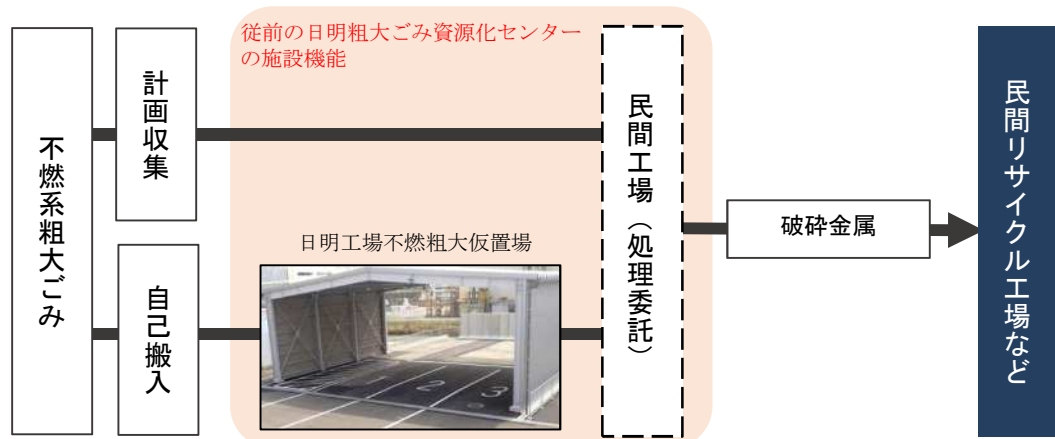 従前の日明粗大ごみ資源化センター
の施設機能
不燃系粗大ごみ
計画収集
自己搬入
日明工場不燃粗大仮置場
2
3
民間工場（処理委託）
破砕金属
民間リサイクル工場など